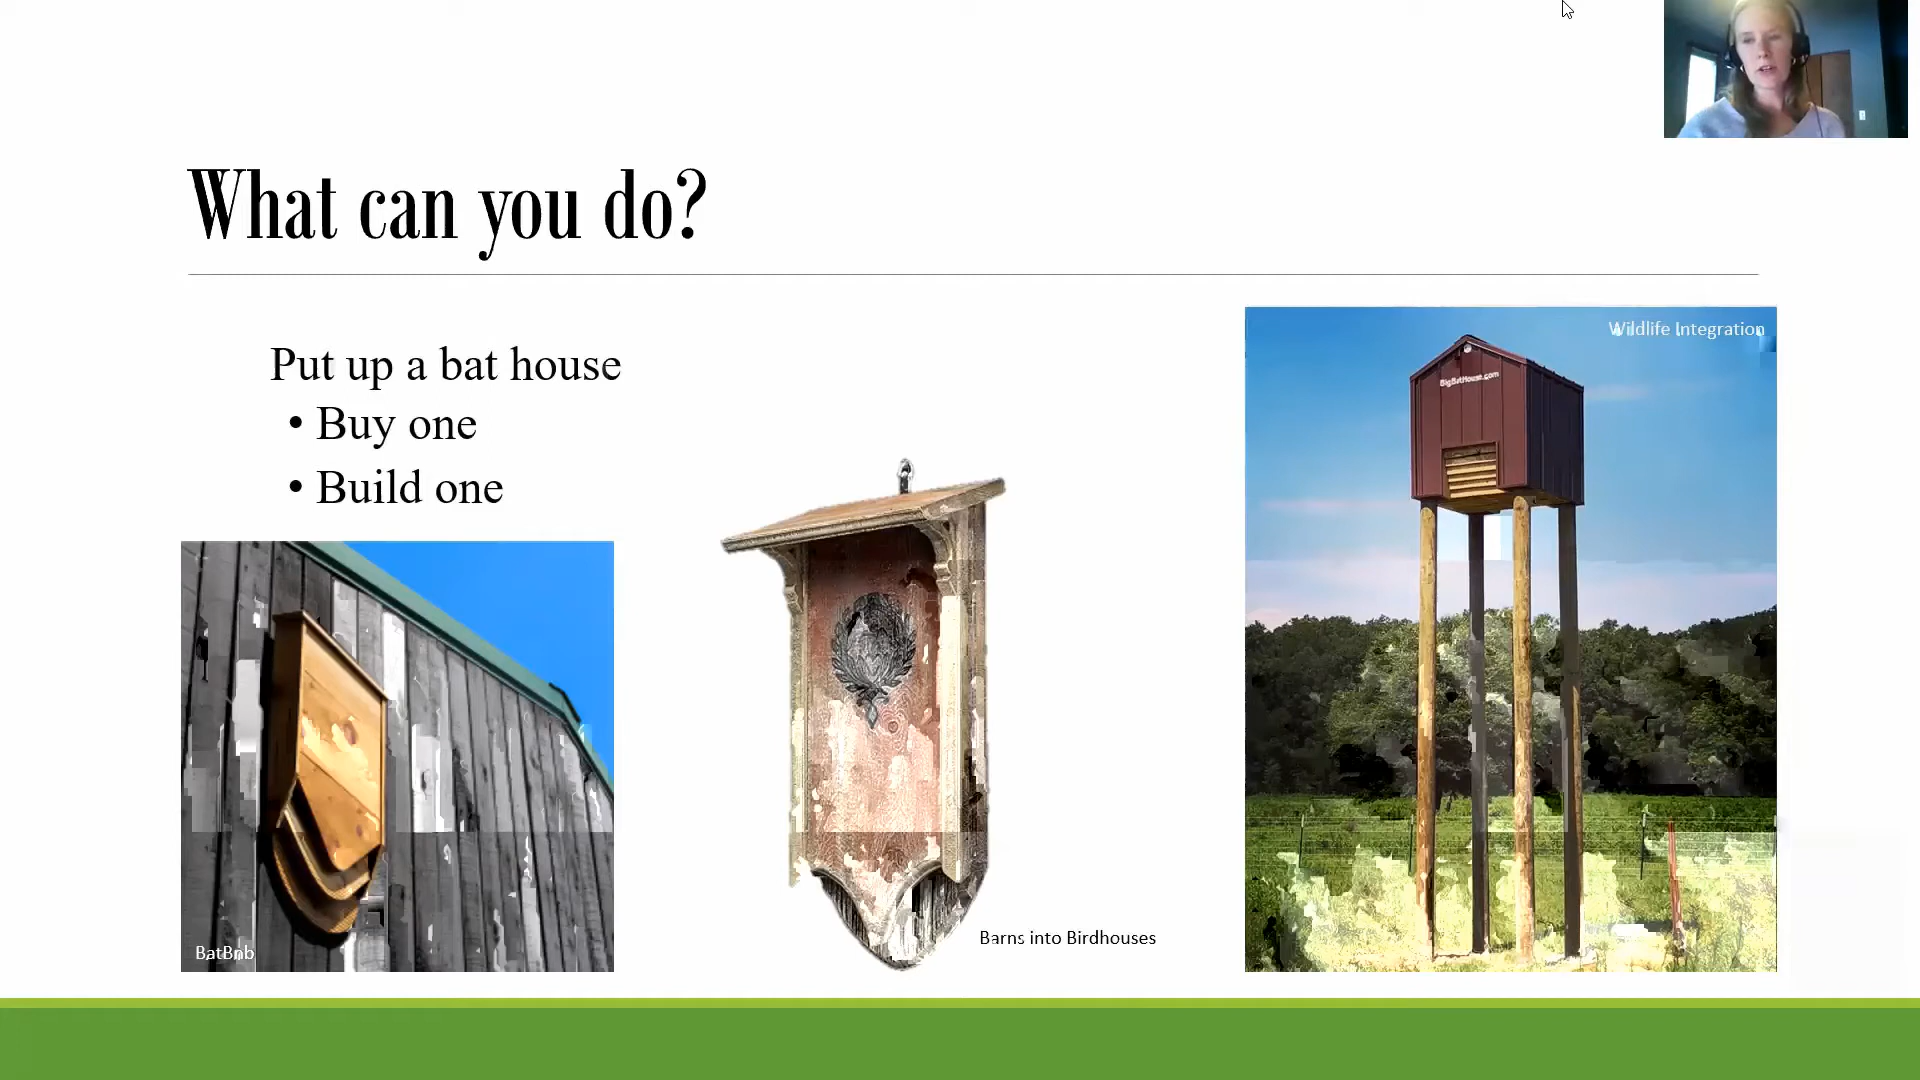 What can you do?
Put up a bat house
• Buy one
• Build one
Wildlife Integration
BigBatHouse.com
BatBnb
Barns into Birdhouses